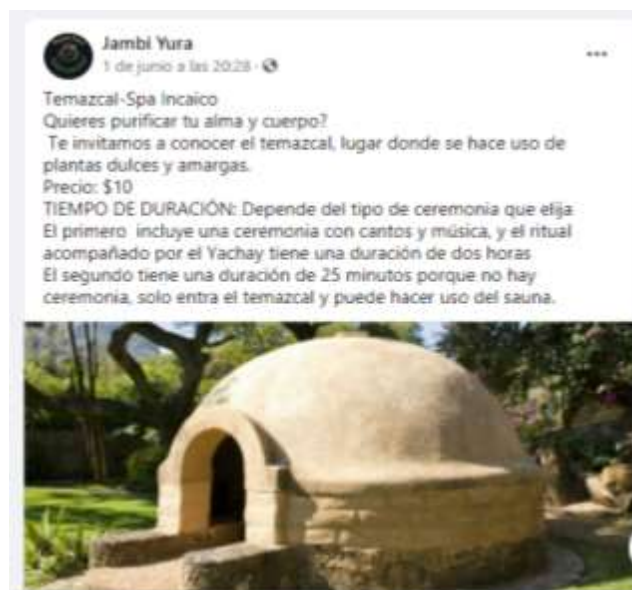 Jambi Yura
1 de junio a las 20:28 ·
Temazcal-Spa Incaico
Quieres purificar tu alma y cuerpo?
Te invitamos a conocer el temazcal, lugar donde se hace uso de
plantas dulces y amargas.
Precio: $10
TIEMPO DE DURACIÓN: Depende del tipo de ceremonia que elija
El primero incluye una ceremonia con cantos y música, y el ritual
acompañado por el Yachay tiene una duración de dos horas
El segundo tiene una duración de 25 minutos porque no hay
ceremonia, solo entra el temazcal y puede hacer uso del sauna.